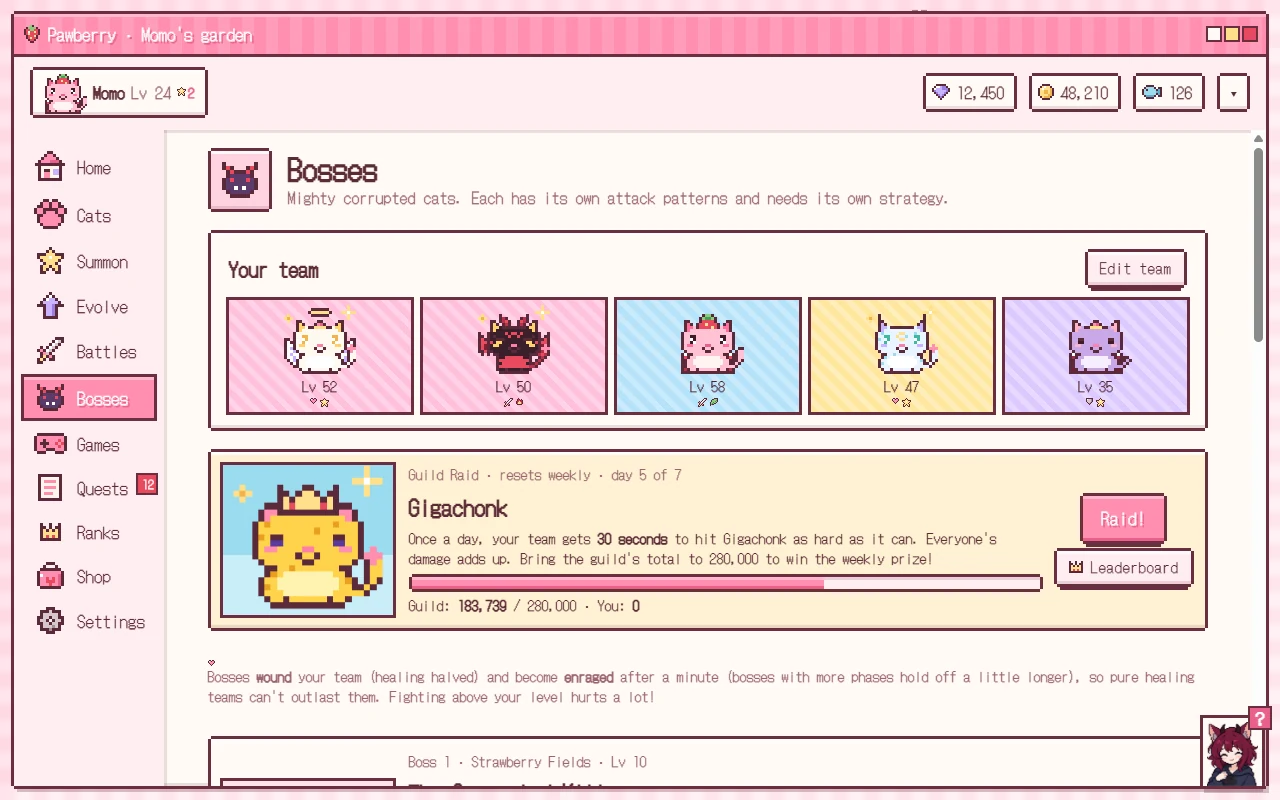 Pawberry · Momo's garden
Momo Lv 24 2
12,450
48,210
126
Home
Cats
Summon
Evolve
Battles
Bosses
Games
Quests 12
Ranks
Shop
Settings
Bosses
Mighty corrupted cats. Each has its own attack patterns and needs its own strategy.
Your team
Edit team
Lv 52
Lv 50
Lv 58
Lv 47
Lv 35
Guild Raid · resets weekly · day 5 of 7
Gigachonk
Once a day, your team gets 30 seconds to hit Gigachonk as hard as it can. Everyone's
damage adds up. Bring the guild's total to 280,000 to win the weekly prize!
Guild: 183,739 / 280,000 · You: 0
Raid!
Leaderboard
Bosses wound your team (healing halved) and become enraged after a minute (bosses with more phases hold off a little longer), so pure healing
teams can't outlast them. Fighting above your level hurts a lot!
Boss 1 · Strawberry Fields · Lv 10
?